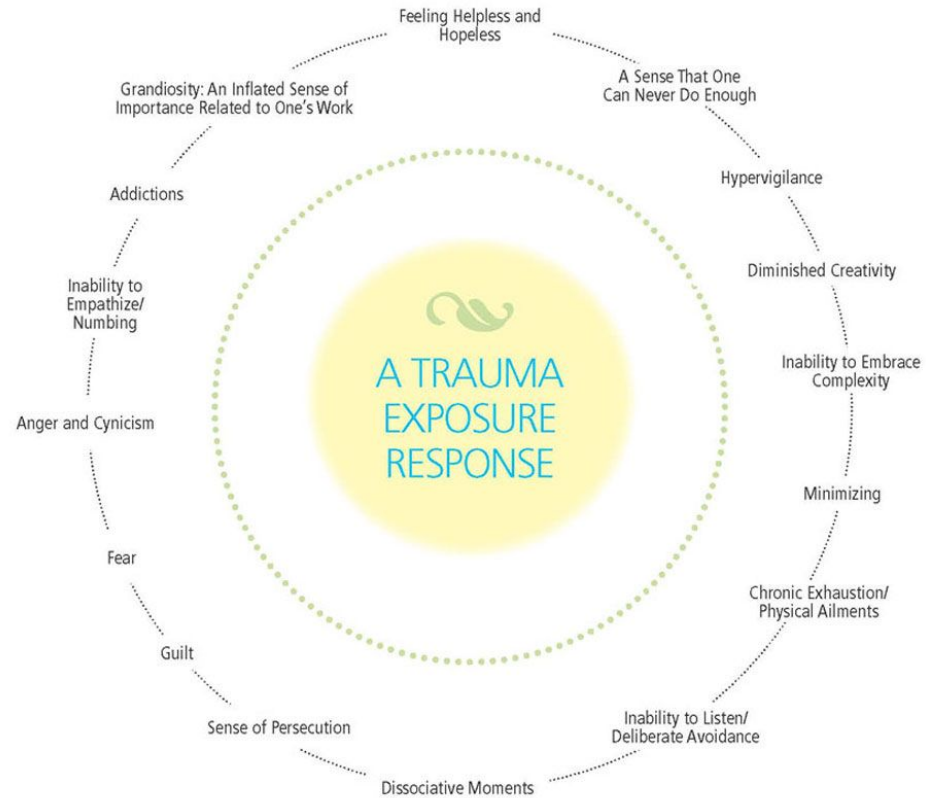 Feeling Helpless and
Hopeless
A Sense That One
Can Never Do Enough
Hypervigilance
Diminished Creativity
Inability to Embrace
Complexity
Minimizing
Chronic Exhaustion/
Physical Ailments
Inability to Listen/
Deliberate Avoidance
Dissociative Moments
Sense of Persecution
Guilt
Fear
Anger and Cynicism
Inability to
Empathize/
Numbing
Addictions
Grandiosity: An Inflated Sense of
Importance Related to One's Work
A TRAUMA
EXPOSURE
RESPONSE